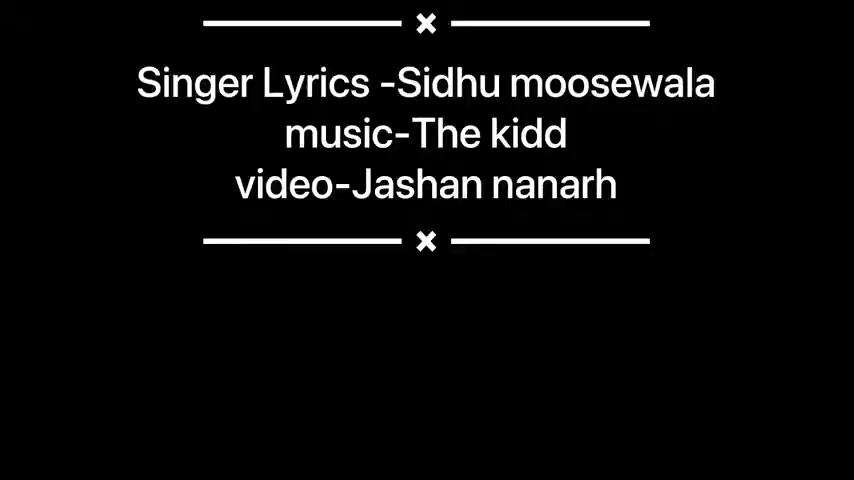 Singer Lyrics -Sidhu moosewala
music-The kidd
video-Jashan nanarh